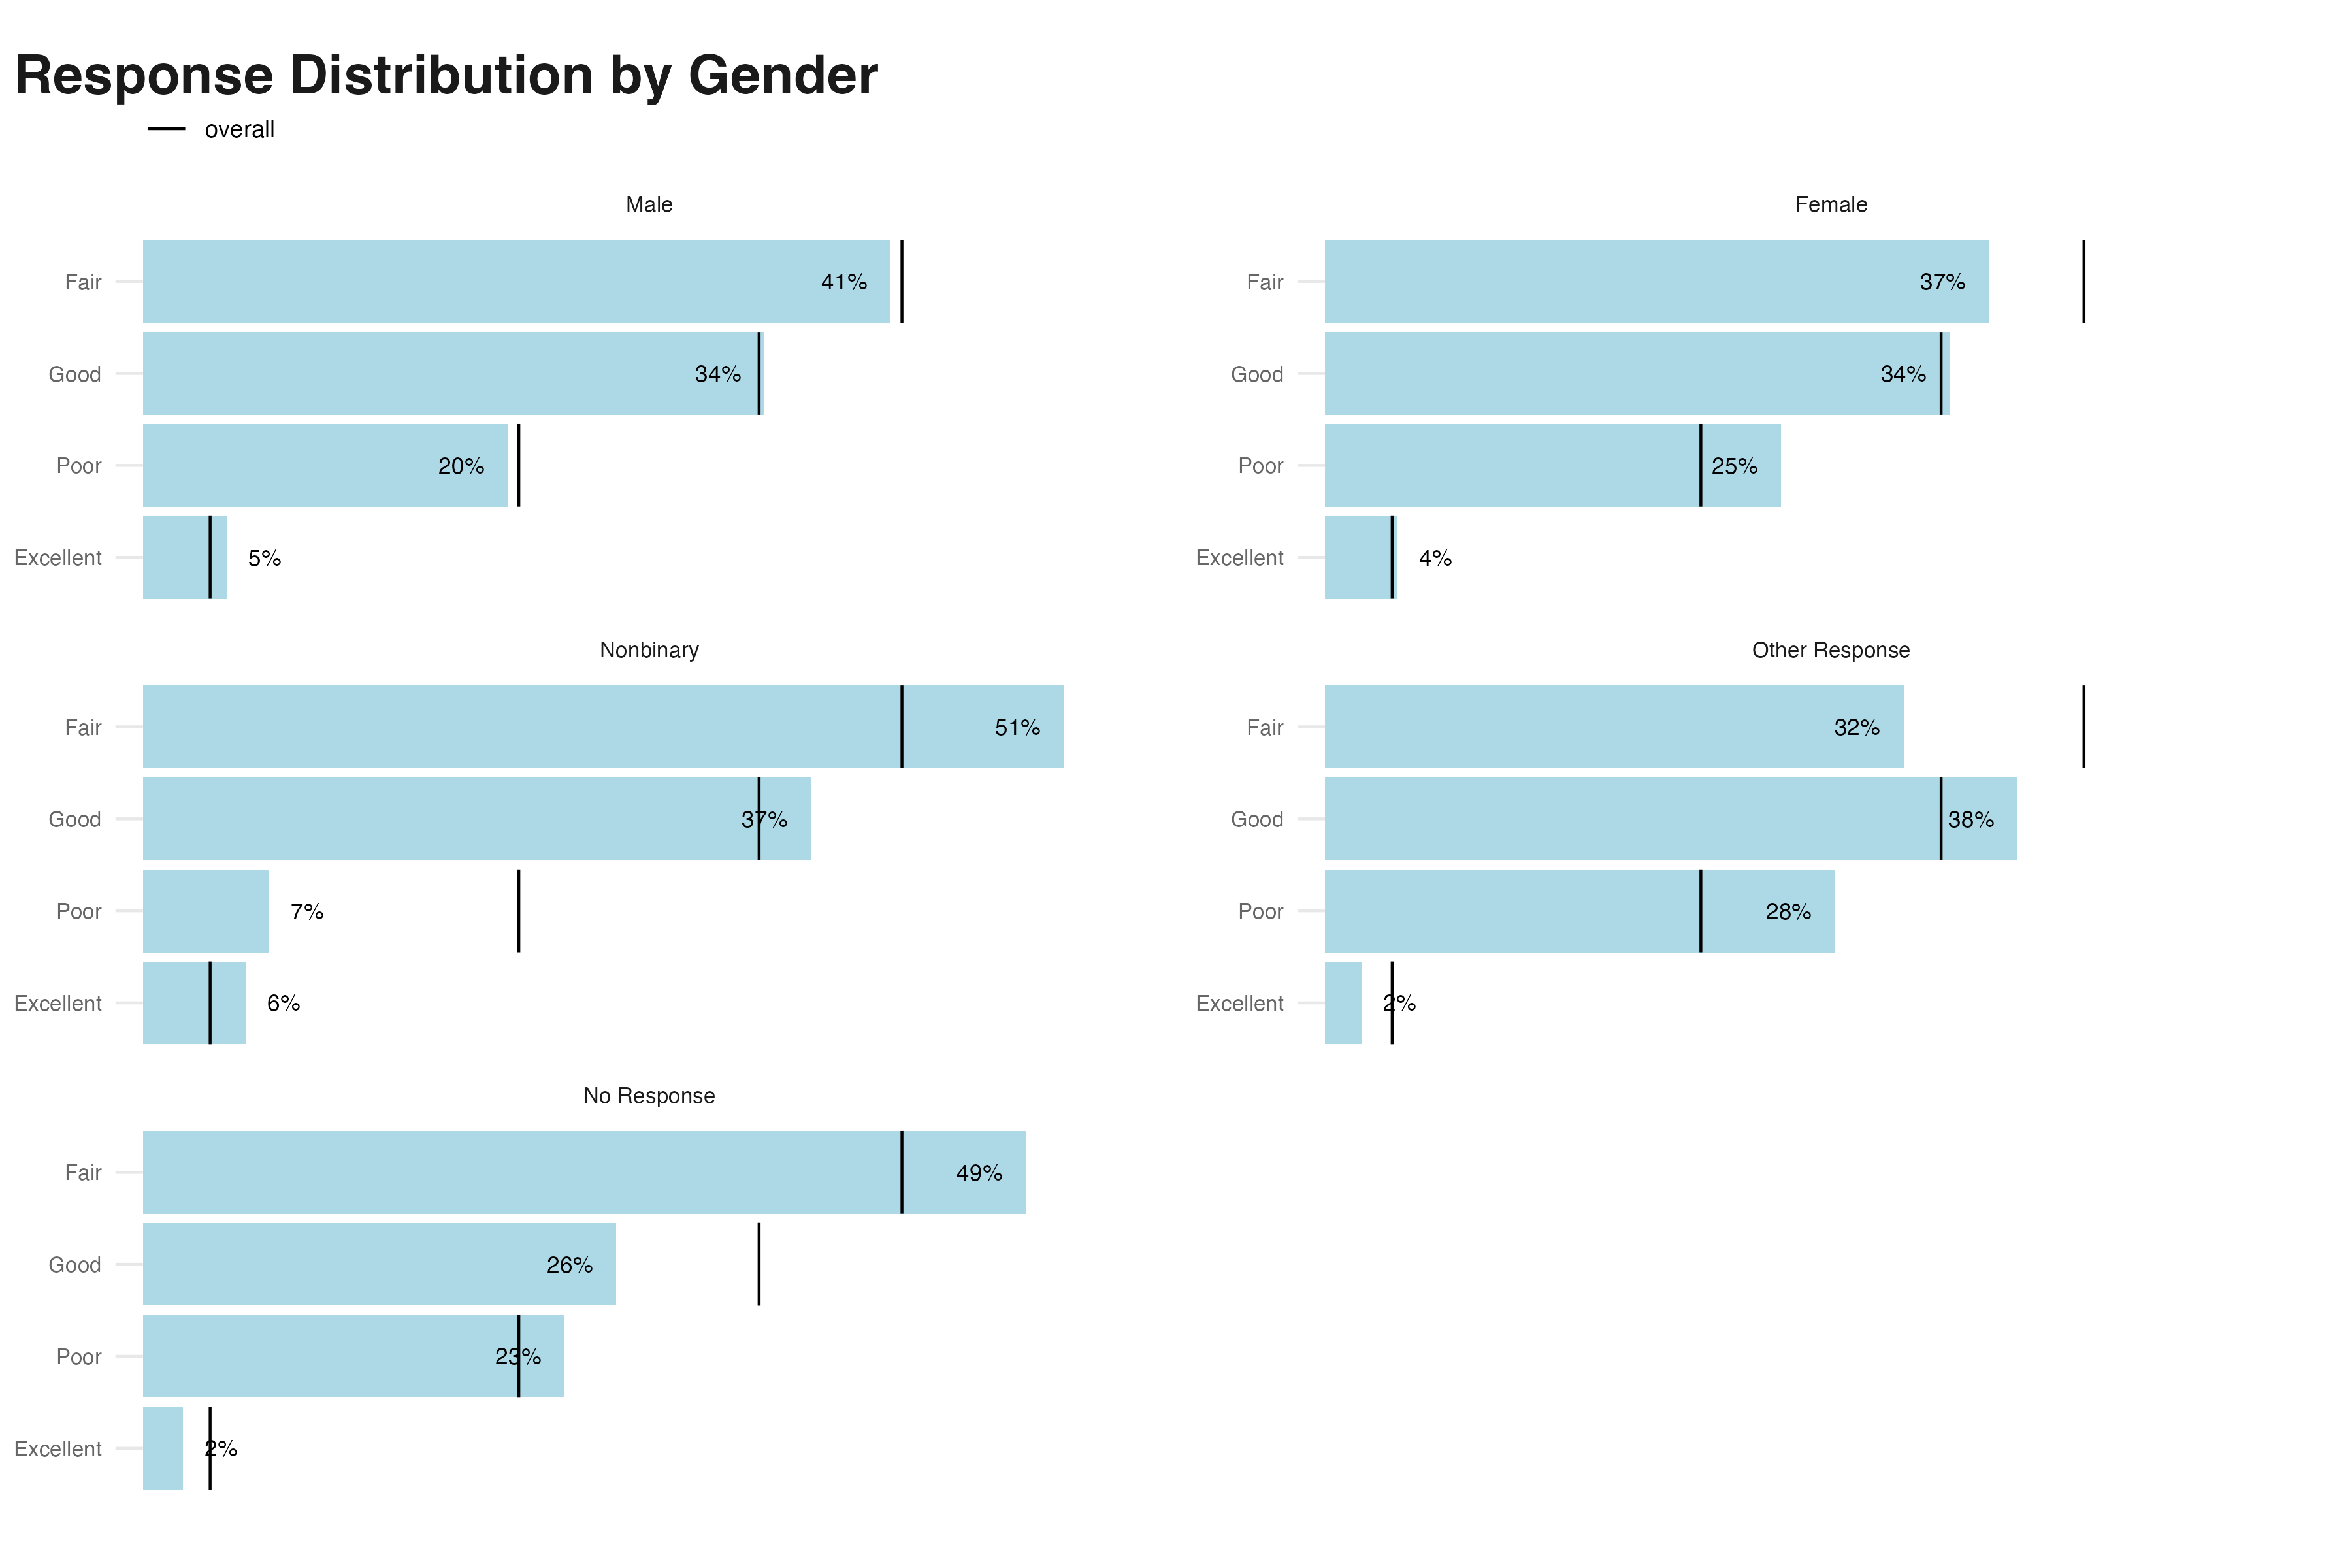 Response Distribution by Gender
overall
Male
Fair 41%
Good 34%
Poor 20%
Excellent 5%
Female
Fair 37%
Good 34%
Poor 25%
Excellent 4%
Nonbinary
Fair 51%
Good 37%
Poor 7%
Excellent 6%
Other Response
Fair 32%
Good 38%
Poor 28%
Excellent 2%
No Response
Fair 49%
Good 26%
Poor 23%
Excellent 2%